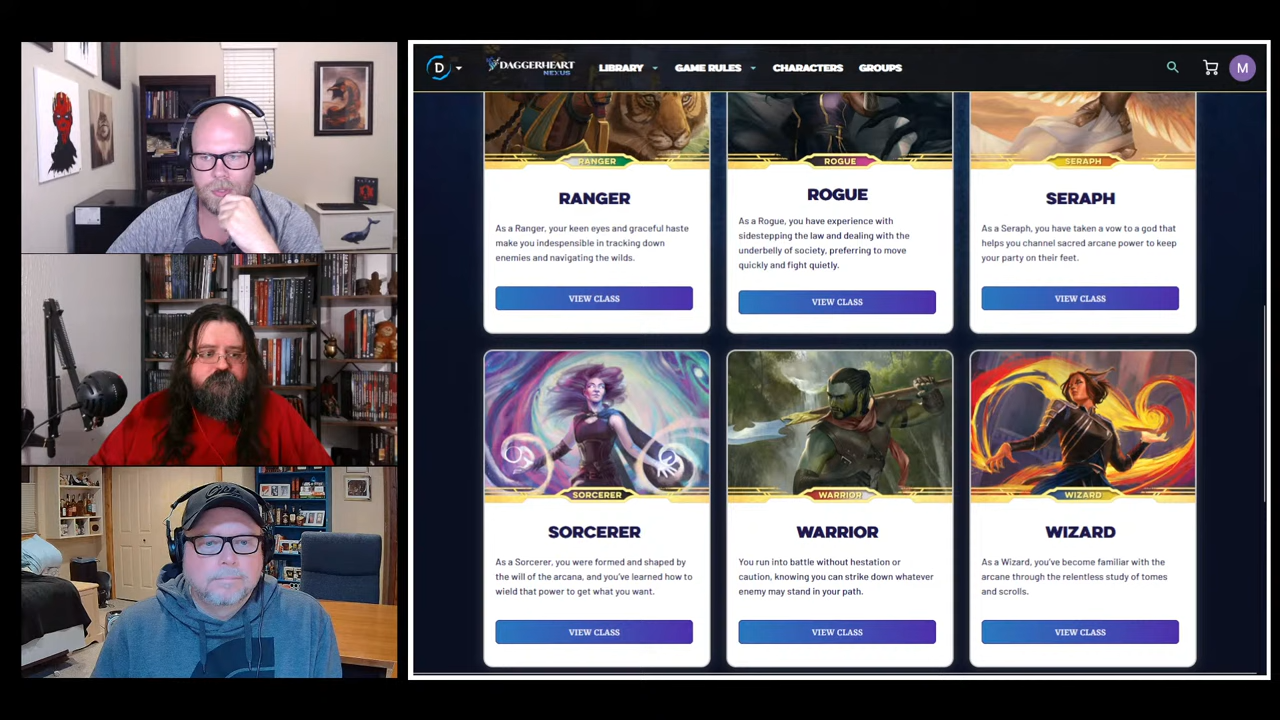 D
DAGGERHEART
NEXUS
LIBRARY
GAME RULES
CHARACTERS
GROUPS
M
RANGER
ROGUE
SERAPH
RANGER
As a Ranger, your keen eyes and graceful haste
make you indispensible in tracking down
enemies and navigating the wilds.
VIEW CLASS
ROGUE
As a Rogue, you have experience with
sidestepping the law and dealing with the
underbelly of society, preferring to move
quickly and fight quietly.
VIEW CLASS
SERAPH
As a Seraph, you have taken a vow to a god that
helps you channel sacred arcane power to keep
your party on their feet.
VIEW CLASS
SORCERER
WARRIOR
WIZARD
SORCERER
As a Sorcerer, you were formed and shaped by
the will of the arcana, and you've learned how to
wield that power to get what you want.
VIEW CLASS
WARRIOR
You run into battle without hestation or
caution, knowing you can strike down whatever
enemy may stand in your path.
VIEW CLASS
WIZARD
As a Wizard, you've become familiar with the
arcane through the relentless study of tomes
and scrolls.
VIEW CLASS